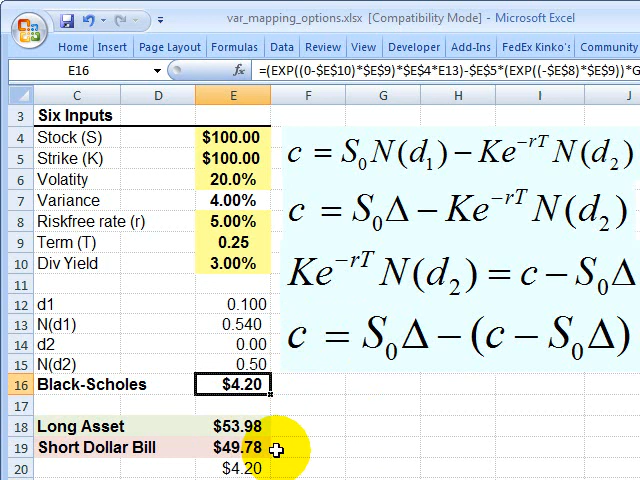 var_mapping_options.xlsx [Compatibility Mode] - Microsoft Excel
Home Insert Page Layout Formulas Data Review View Developer Add-Ins FedEx Kinko's Community
E16 fx =(EXP((0-$E$10)*$E$9)*$E$4*E13)-$E$5*(EXP((-$E$8)*$E$9))*G
C D E F G H I J
3 Six Inputs
4 Stock (S) $100.00
5 Strike (K) $100.00
6 Volatity 20.0%
7 Variance 4.00%
8 Riskfree rate (r) 5.00%
9 Term (T) 0.25
10 Div Yield 3.00%
11
12 d1 0.100
13 N(d1) 0.540
14 d2 0.00
15 N(d2) 0.50
16 Black-Scholes $4.20
17
18 Long Asset $53.98
19 Short Dollar Bill $49.78
20 $4.20
c = S₀N(d₁) − Ke^{−rT}N(d₂)
c = S₀Δ − Ke^{−rT}N(d₂)
Ke^{−rT}N(d₂) = c − S₀Δ
c = S₀Δ − (c − S₀Δ)